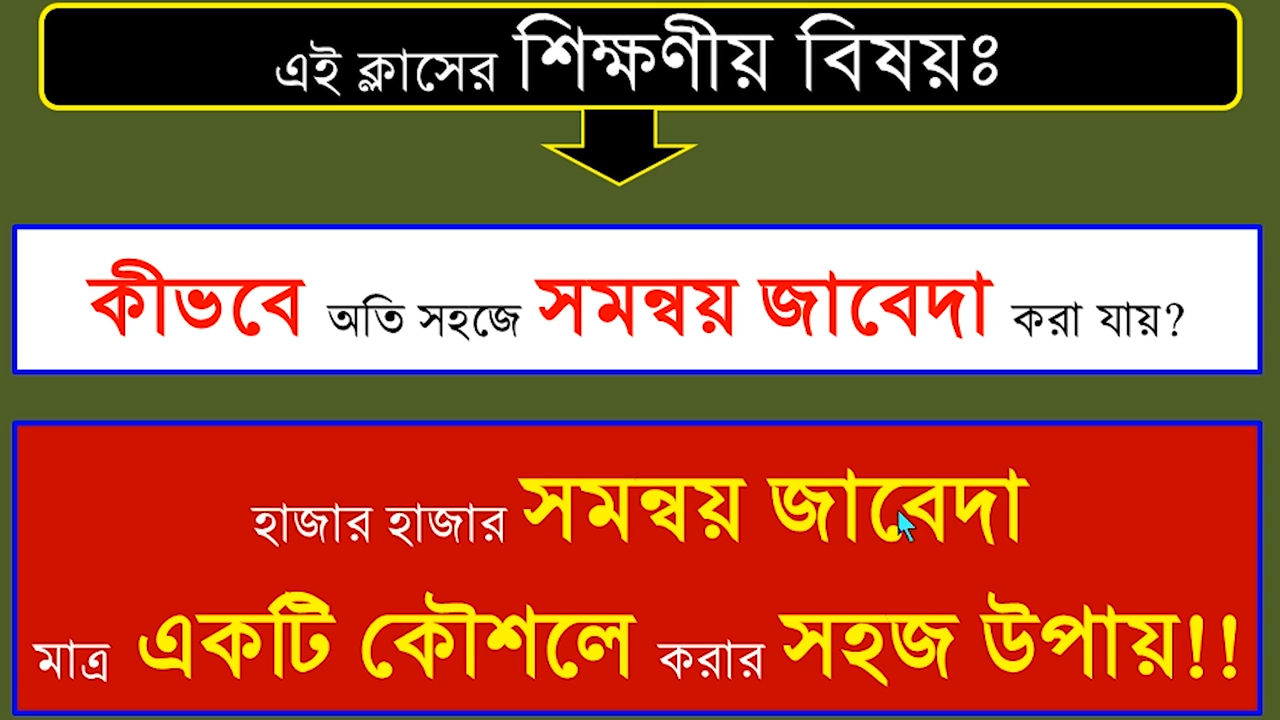 এই ক্লাসের শিক্ষণীয় বিষয়ঃ
কীভবে অতি সহজে সমন্বয় জাবেদা করা যায়?
হাজার হাজার সমন্বয় জাবেদা
মাত্র একটি কৌশলে করার সহজ উপায়!!